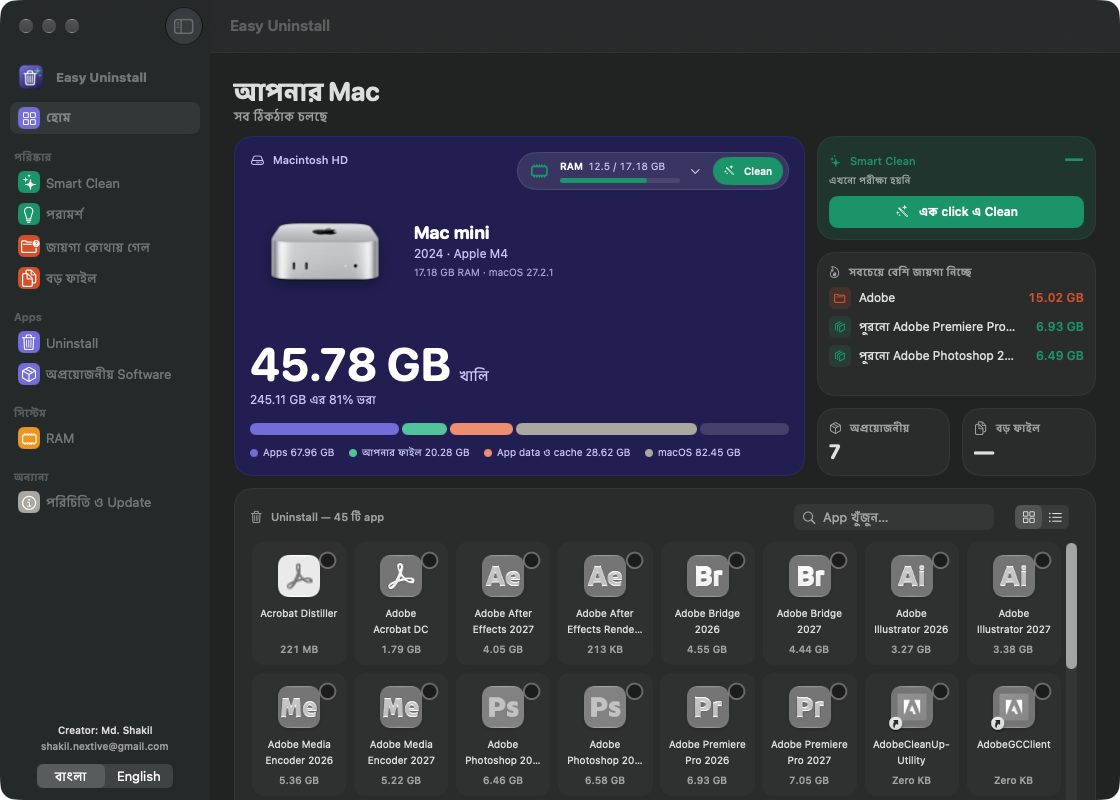 Easy Uninstall
Easy Uninstall
হোম
পরিষ্কার
Smart Clean
পরামর্শ
জায়গা কোথায় গেল
বড় ফাইল
Apps
Uninstall
অপ্রয়োজনীয় Software
সিস্টেম
RAM
অন্যান্য
পরিচিতি ও Update
Creator: Md. Shakil
shakil.nextive@gmail.com
বাংলা English
আপনার Mac
সব ঠিকঠাক চলছে
Macintosh HD
RAM 12.5 / 17.18 GB
Clean
Mac mini
2024 · Apple M4
17.18 GB RAM · macOS 27.2.1
45.78 GB খালি
245.11 GB এর 81% ভরা
Apps 67.96 GB আপনার ফাইল 20.28 GB App data ও cache 28.62 GB macOS 82.45 GB
Smart Clean
এখনো পরীক্ষা হয়নি
এক click এ Clean
সবচেয়ে বেশি জায়গা নিচ্ছে
Adobe 15.02 GB
পুরনো Adobe Premiere Pro... 6.93 GB
পুরনো Adobe Photoshop 2... 6.49 GB
অপ্রয়োজনীয়
7
বড় ফাইল
—
Uninstall — 45 টি app
App খুঁজুন...
Acrobat Distiller
221 MB
Adobe
Acrobat DC
1.79 GB
Ae
Adobe After
Effects 2027
4.05 GB
Ae
Adobe After
Effects Rende...
213 KB
Br
Adobe Bridge
2026
4.55 GB
Br
Adobe Bridge
2027
4.44 GB
Ai
Adobe
Illustrator 2026
3.27 GB
Ai
Adobe
Illustrator 2027
3.38 GB
Me
Adobe Media
Encoder 2026
5.36 GB
Me
Adobe Media
Encoder 2027
5.22 GB
Ps
Adobe
Photoshop 20...
6.46 GB
Ps
Adobe
Photoshop 20...
6.58 GB
Pr
Adobe Premiere
Pro 2026
6.93 GB
Pr
Adobe Premiere
Pro 2027
7.05 GB
AdobeCleanUp-
Utility
Zero KB
AdobeGCClient
Zero KB